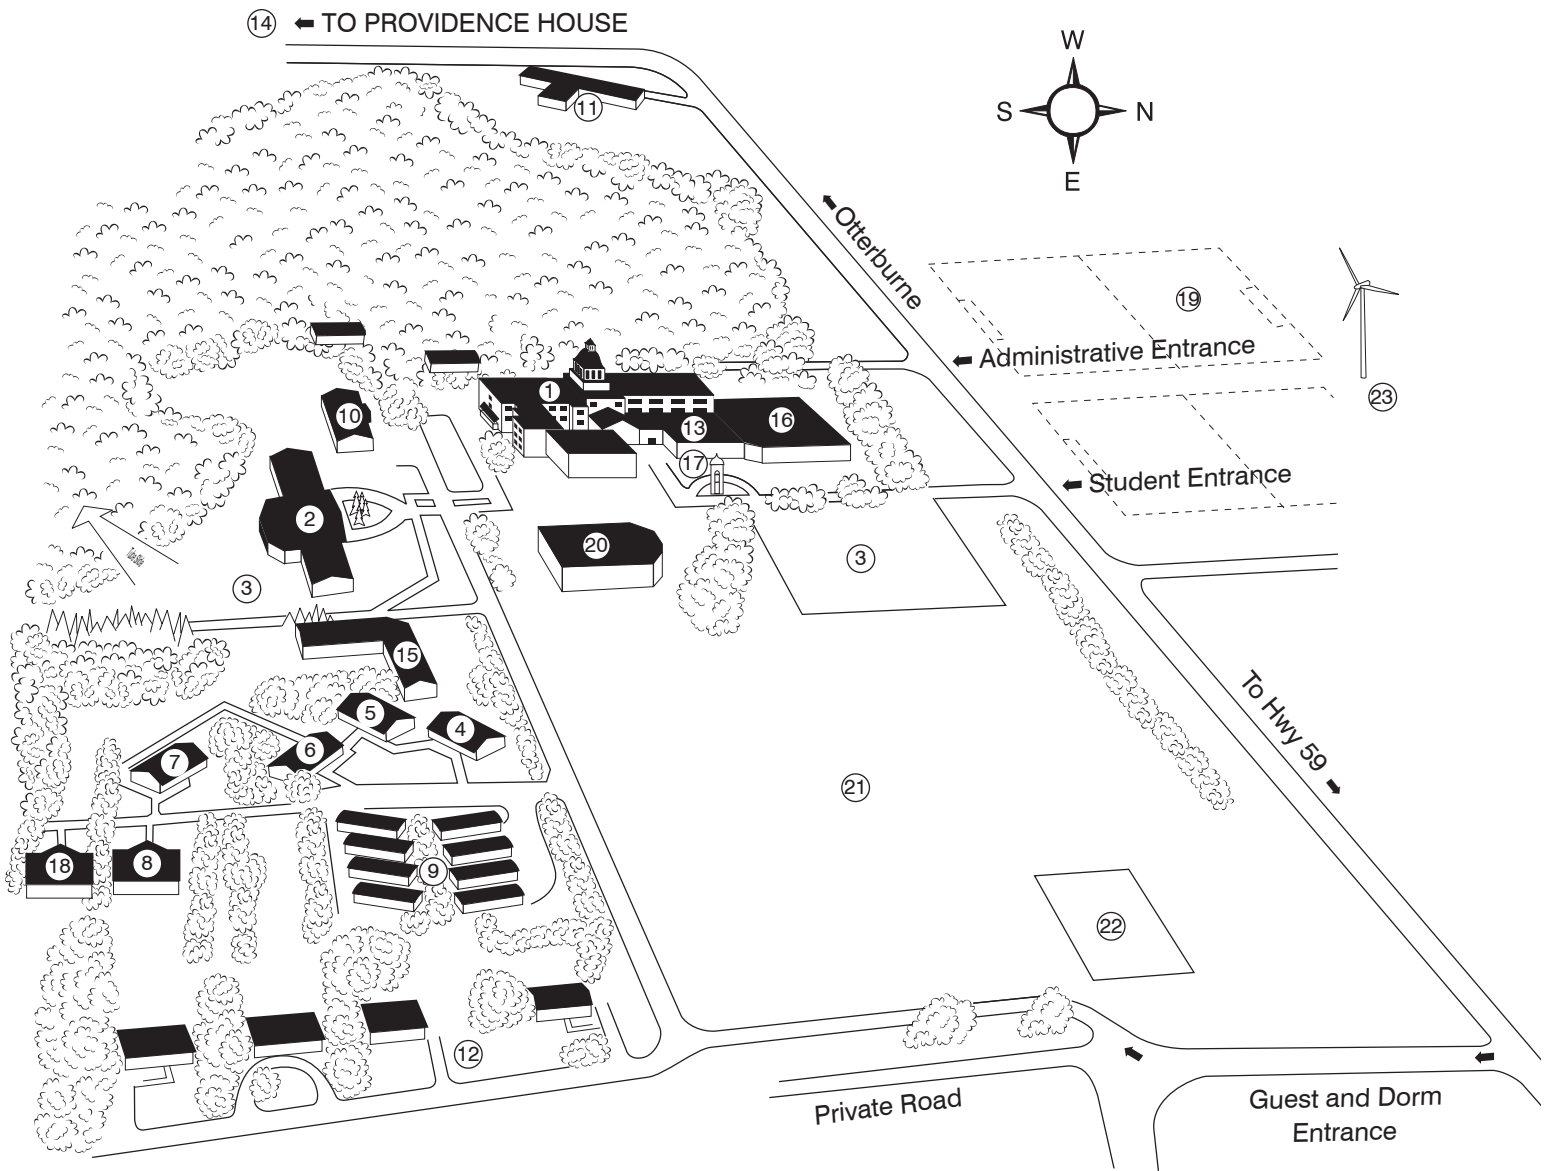 14 TO PROVIDENCE HOUSE
W
S N
E
11
Otterburne
19
Administrative Entrance
23
Student Entrance
1
10
13
16
17
2
20
3
3
15
5
4
6
7
To Hwy 59
21
18
8
9
22
12
Private Road
Guest and Dorm
Entrance